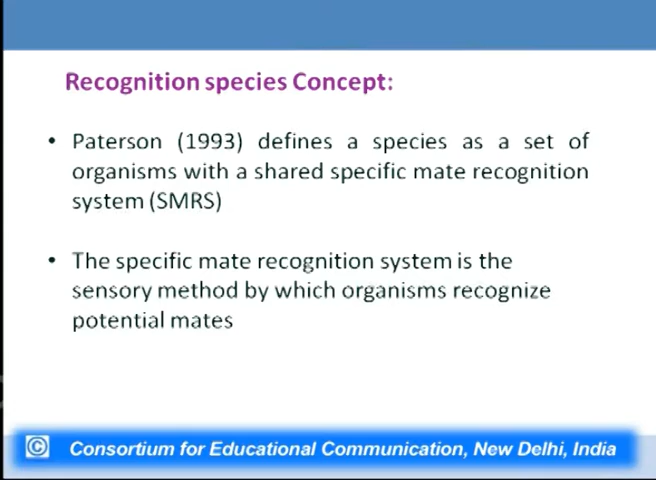 Recognition species Concept:
• Paterson (1993) defines a species as a set of
organisms with a shared specific mate recognition
system (SMRS)
• The specific mate recognition system is the
sensory method by which organisms recognize
potential mates
© Consortium for Educational Communication, New Delhi, India